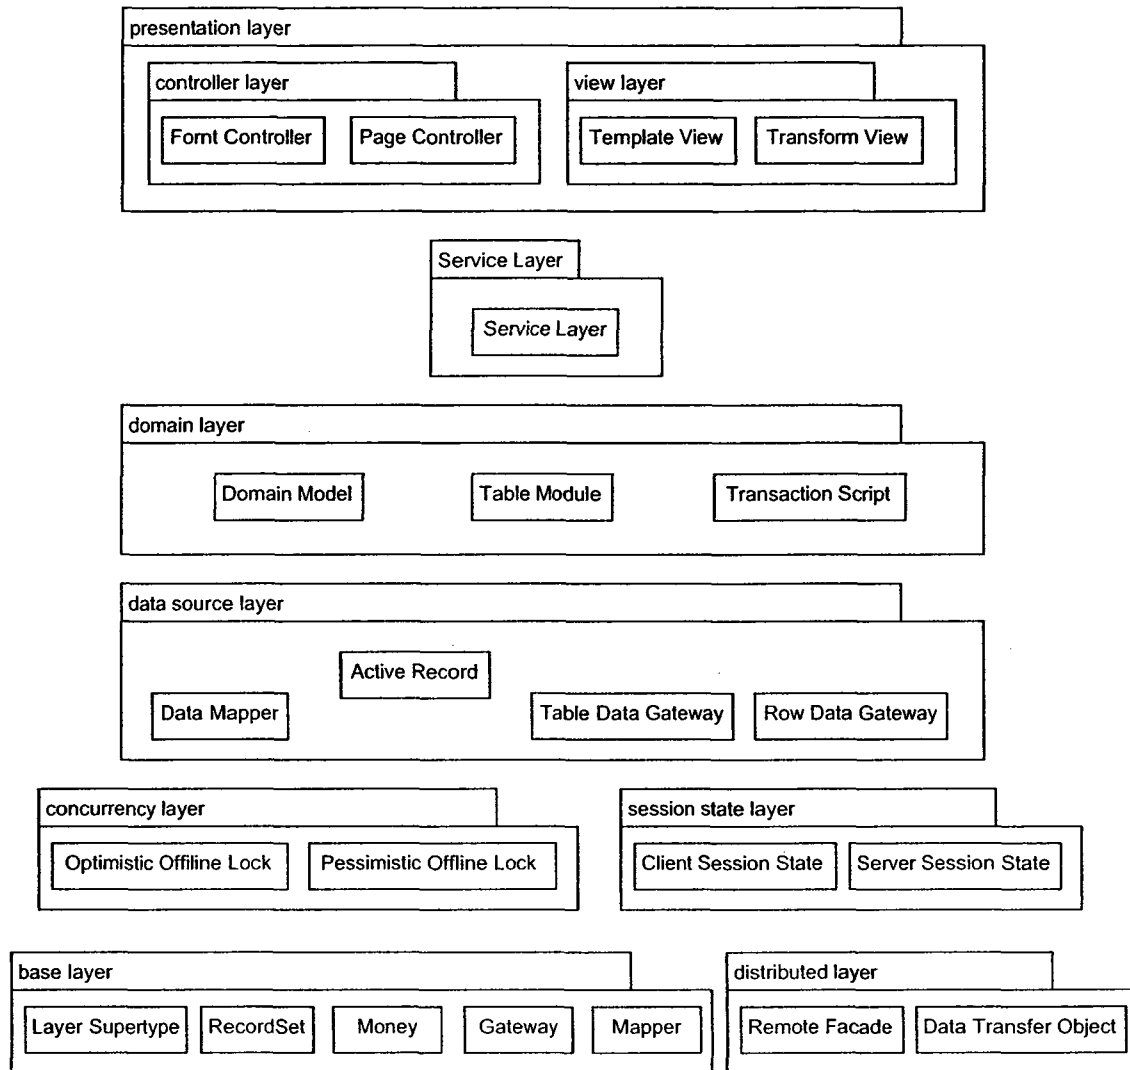 presentation layer
controller layer
view layer
Fornt Controller
Page Controller
Template View
Transform View
Service Layer
Service Layer
domain layer
Domain Model
Table Module
Transaction Script
data source layer
Active Record
Data Mapper
Table Data Gateway
Row Data Gateway
concurrency layer
session state layer
Optimistic Offiline Lock
Pessimistic Offline Lock
Client Session State
Server Session State
base layer
distributed layer
Layer Supertype
RecordSet
Money
Gateway
Mapper
Remote Facade
Data Transfer Object